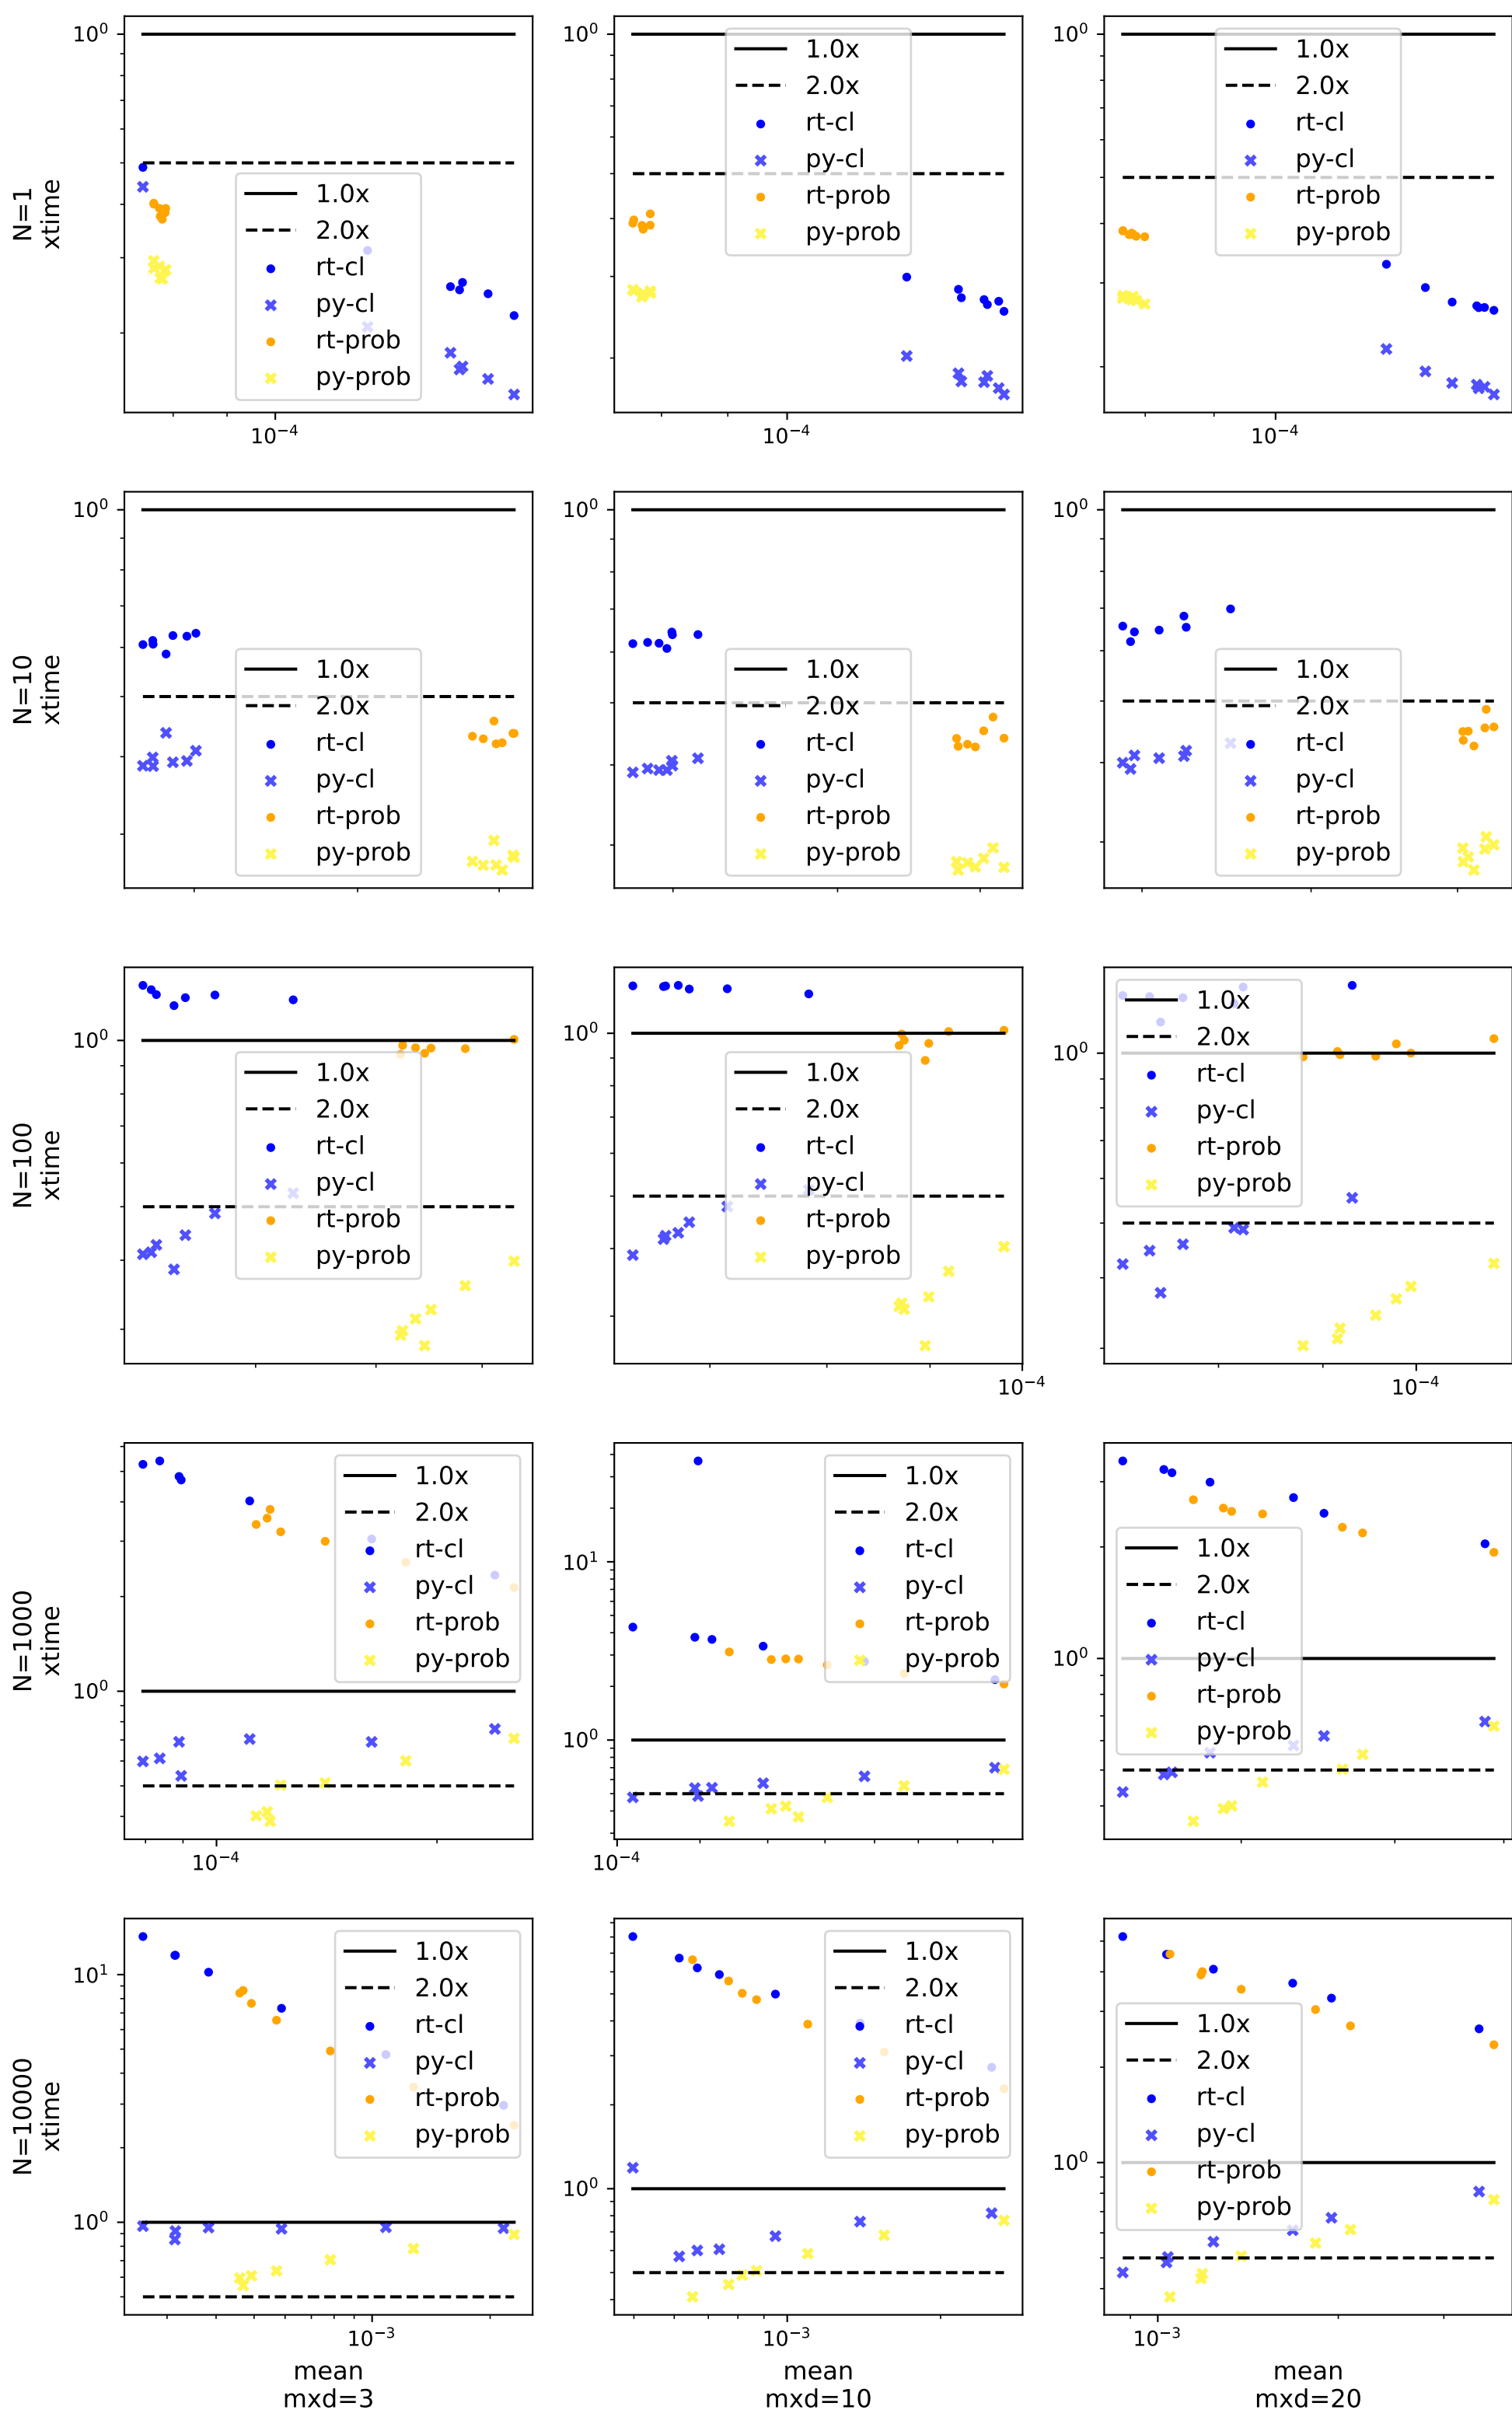 N=1
xtime
10⁰
1.0x
2.0x
rt-cl
py-cl
rt-prob
py-prob
10⁻⁴
10⁰
1.0x
2.0x
rt-cl
py-cl
rt-prob
py-prob
10⁻⁴
10⁰
1.0x
2.0x
rt-cl
py-cl
rt-prob
py-prob
10⁻⁴
N=10
xtime
10⁰
1.0x
2.0x
rt-cl
py-cl
rt-prob
py-prob
10⁰
1.0x
2.0x
rt-cl
py-cl
rt-prob
py-prob
10⁰
1.0x
2.0x
rt-cl
py-cl
rt-prob
py-prob
N=100
xtime
10⁰
1.0x
2.0x
rt-cl
py-cl
rt-prob
py-prob
10⁰
1.0x
2.0x
rt-cl
py-cl
rt-prob
py-prob
10⁻⁴
10⁰
1.0x
2.0x
rt-cl
py-cl
rt-prob
py-prob
10⁻⁴
N=1000
xtime
10⁰
1.0x
2.0x
rt-cl
py-cl
rt-prob
py-prob
10⁻⁴
10¹
10⁰
1.0x
2.0x
rt-cl
py-cl
rt-prob
py-prob
10⁻⁴
10⁰
1.0x
2.0x
rt-cl
py-cl
rt-prob
py-prob
N=10000
xtime
10¹
10⁰
1.0x
2.0x
rt-cl
py-cl
rt-prob
py-prob
10⁻³
mean
mxd=3
10⁰
1.0x
2.0x
rt-cl
py-cl
rt-prob
py-prob
10⁻³
mean
mxd=10
10⁰
1.0x
2.0x
rt-cl
py-cl
rt-prob
py-prob
10⁻³
mean
mxd=20